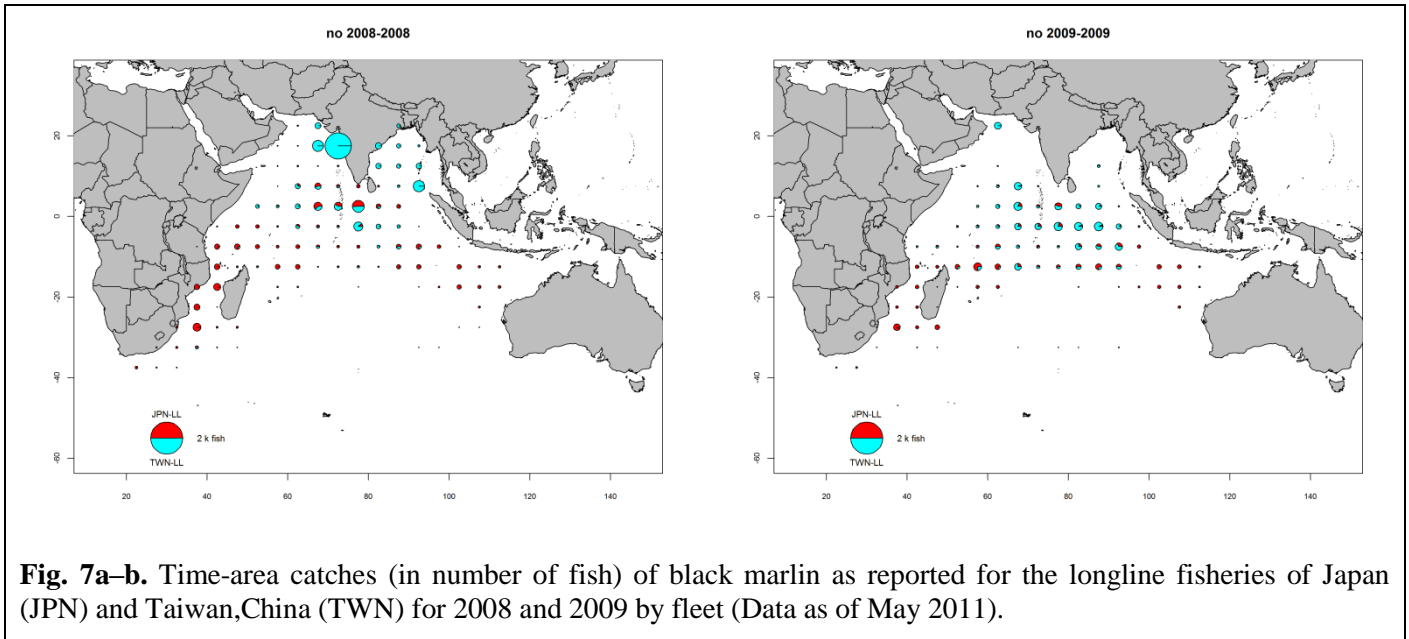 no 2008-2008
20
0
-20
-40
-60
JPN-LL
2 k fish
TWN-LL
20 40 60 80 100 120 140
no 2009-2009
20
0
-20
-40
-60
JPN-LL
2 k fish
TWN-LL
20 40 60 80 100 120 140
Fig. 7a–b. Time-area catches (in number of fish) of black marlin as reported for the longline fisheries of Japan
(JPN) and Taiwan,China (TWN) for 2008 and 2009 by fleet (Data as of May 2011).